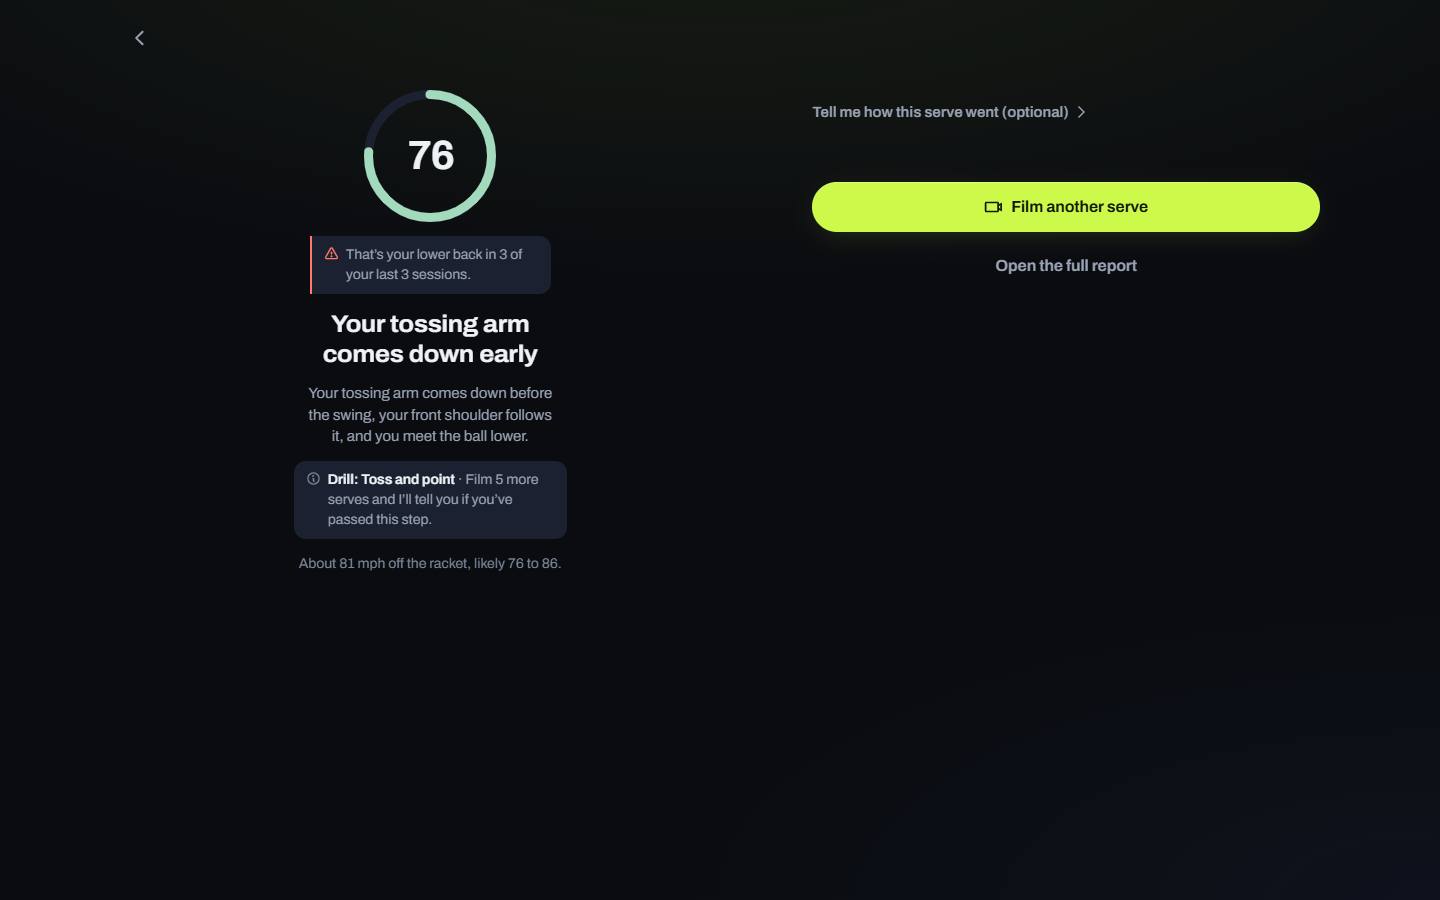 76
That’s your lower back in 3 of
your last 3 sessions.
Your tossing arm
comes down early
Your tossing arm comes down before
the swing, your front shoulder follows
it, and you meet the ball lower.
Drill: Toss and point · Film 5 more
serves and I’ll tell you if you’ve
passed this step.
About 81 mph off the racket, likely 76 to 86.
Tell me how this serve went (optional)
Film another serve
Open the full report